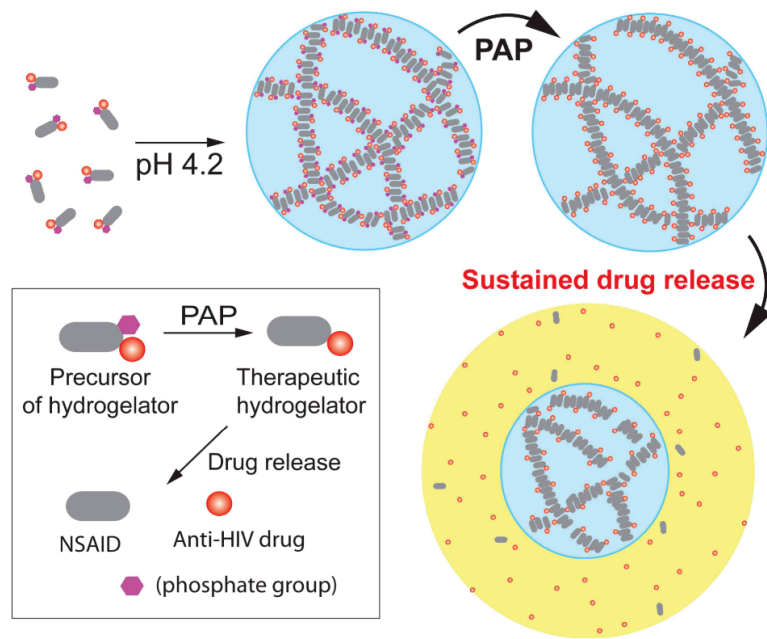 PAP
pH 4.2
Sustained drug release
PAP
Precursor
of hydrogelator
Therapeutic
hydrogelator
Drug release
NSAID
Anti-HIV drug
(phosphate group)